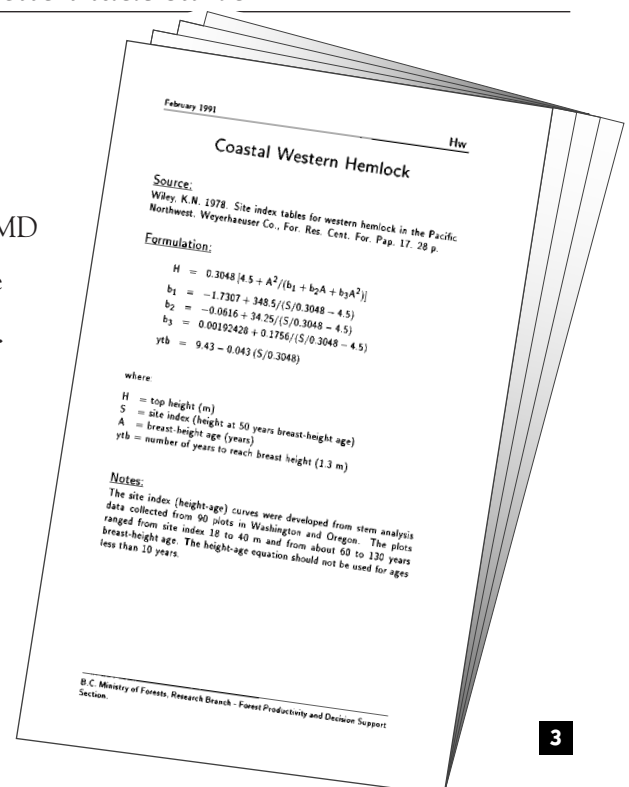 February 1991
Hw
Coastal Western Hemlock
Source:
Wiley, K.N. 1978. Site index tables for western hemlock in the Pacific
Northwest. Weyerhaeuser Co., For. Res. Cent. For. Pap. 17. 28 p.
Formulation:
H = 0.3048 [4.5 + A²/(b₁ + b₂A + b₃A²)]
b₁ = −1.7307 + 348.5/(S/0.3048 − 4.5)
b₂ = −0.0616 + 34.25/(S/0.3048 − 4.5)
b₃ = 0.00192428 + 0.1756/(S/0.3048 − 4.5)
ytb = 9.43 − 0.043 (S/0.3048)
where:
H = top height (m)
S = site index (height at 50 years breast-height age)
A = breast-height age (years)
ytb = number of years to reach breast height (1.3 m)
Notes:
The site index (height-age) curves were developed from stem analysis
data collected from 90 plots in Washington and Oregon. The plots
ranged from site index 18 to 40 m and from about 60 to 130 years
breast-height age. The height-age equation should not be used for ages
less than 10 years.
B.C. Ministry of Forests, Research Branch - Forest Productivity and Decision Support
Section.
MD
3